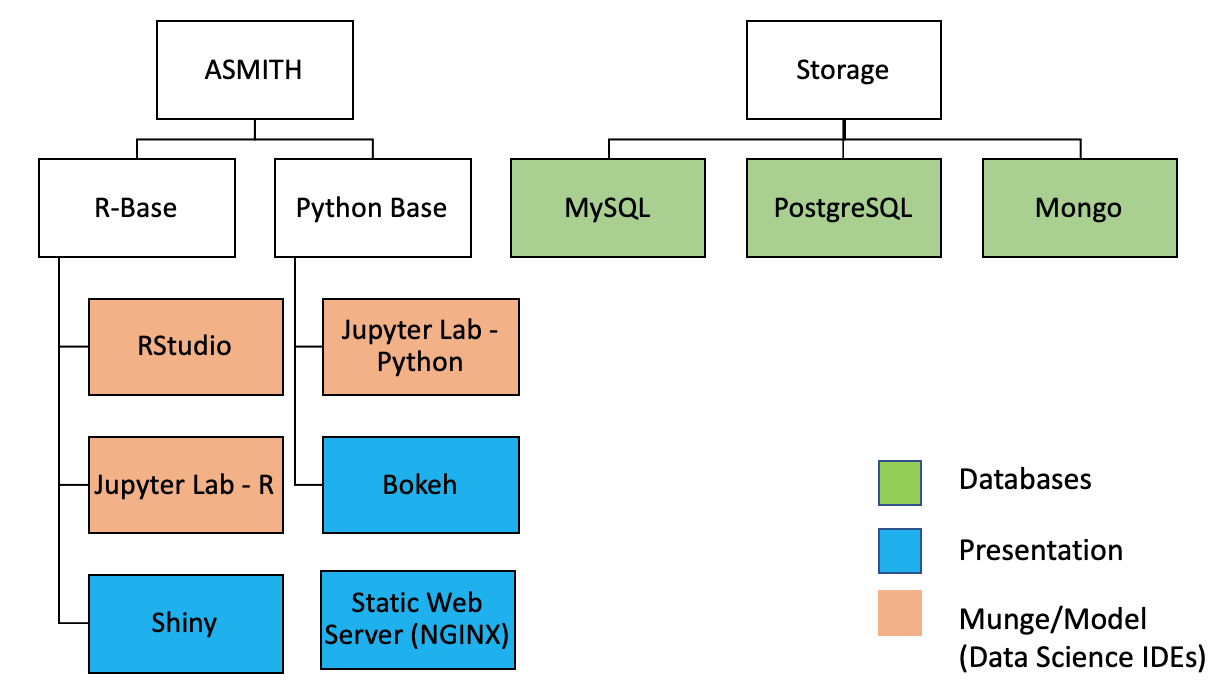 ASMITH
Storage
R-Base
Python Base
MySQL
PostgreSQL
Mongo
RStudio
Jupyter Lab -
Python
Jupyter Lab - R
Bokeh
Shiny
Static Web
Server (NGINX)
Databases
Presentation
Munge/Model
(Data Science IDEs)